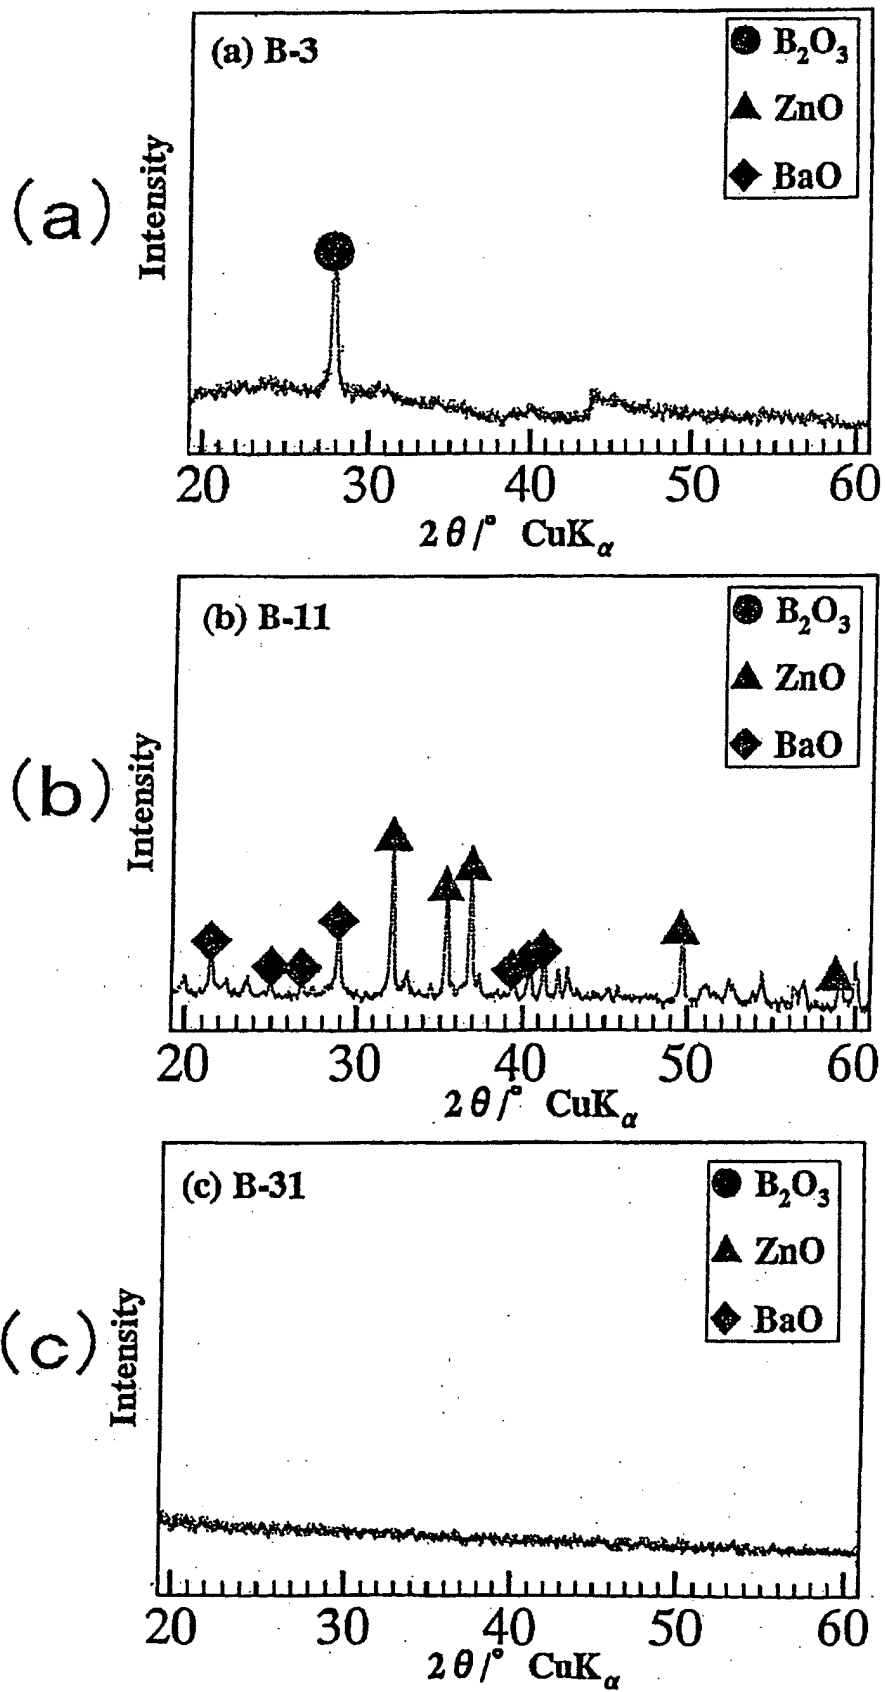 (a) B-3
B₂O₃
ZnO
BaO
(a)
Intensity
20 30 40 50 60
2θ/° CuKα
(b) B-11
B₂O₃
ZnO
BaO
(b)
Intensity
20 30 40 50 60
2θ/° CuKα
(c) B-31
B₂O₃
ZnO
BaO
(c)
Intensity
20 30 40 50 60
2θ/° CuKα